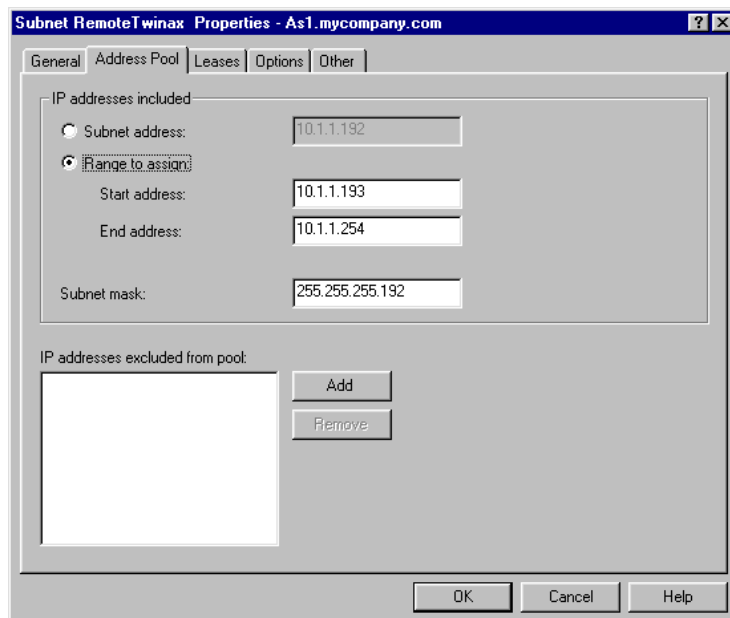 Subnet RemoteTwinax Properties - As1.mycompany.com
General Address Pool Leases Options Other
IP addresses included
Subnet address: 10.1.1.192
Range to assign:
Start address: 10.1.1.193
End address: 10.1.1.254
Subnet mask: 255.255.255.192
IP addresses excluded from pool:
Add
Remove
OK Cancel Help